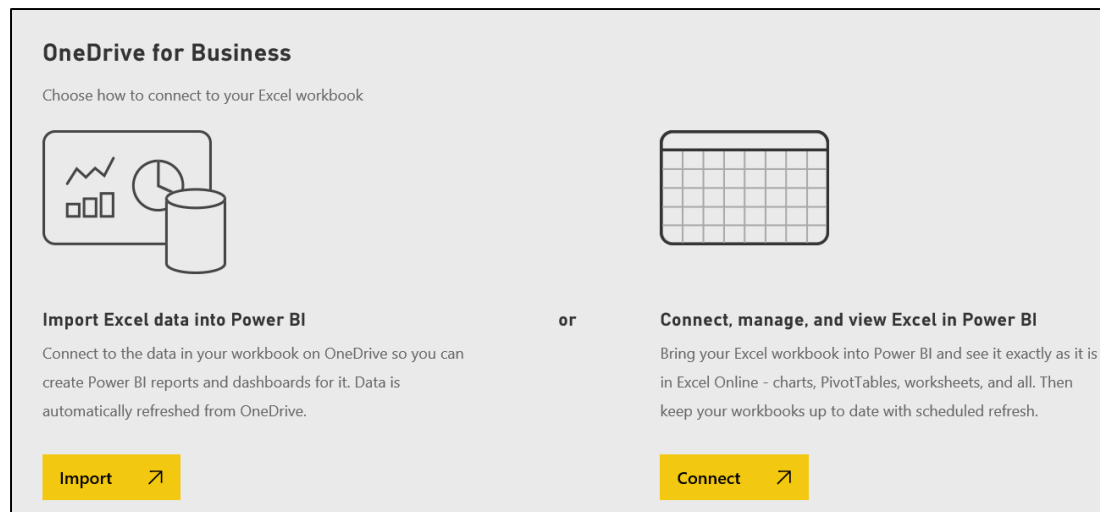 OneDrive for Business
Choose how to connect to your Excel workbook
Import Excel data into Power BI
Connect to the data in your workbook on OneDrive so you can
create Power BI reports and dashboards for it. Data is
automatically refreshed from OneDrive.
Import
or
Connect, manage, and view Excel in Power BI
Bring your Excel workbook into Power BI and see it exactly as it is
in Excel Online - charts, PivotTables, worksheets, and all. Then
keep your workbooks up to date with scheduled refresh.
Connect